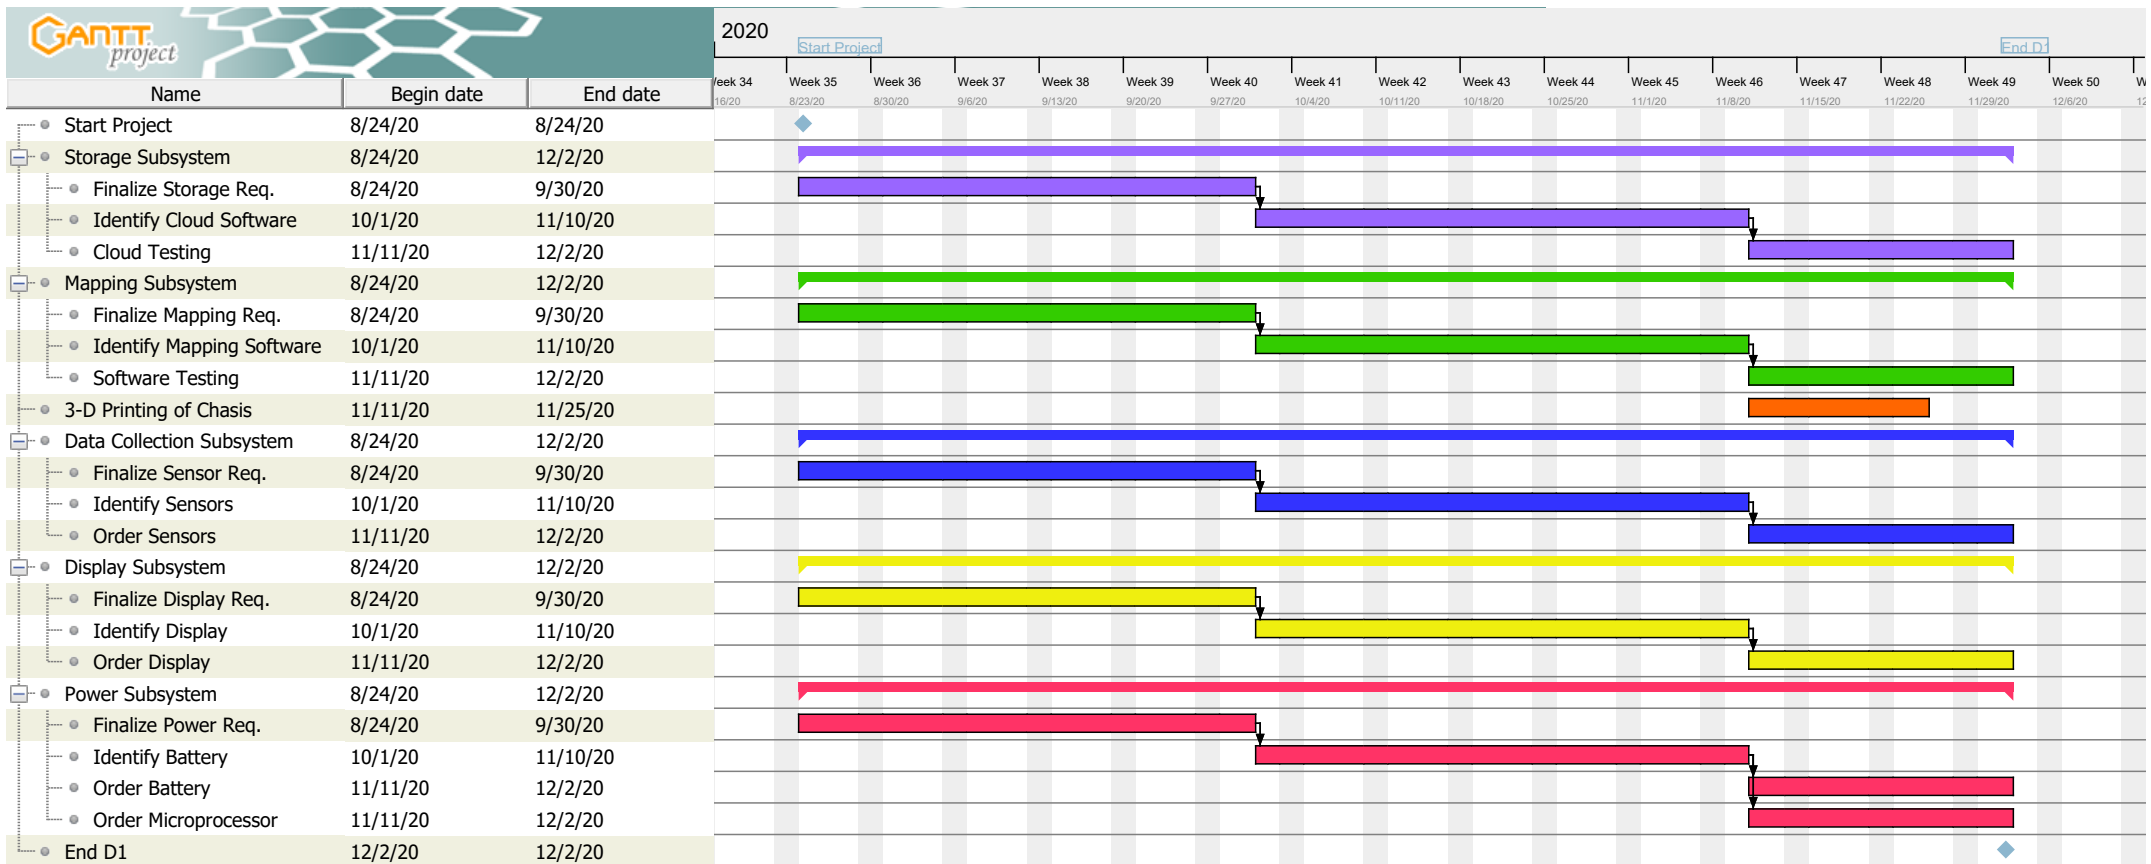 GANTT project
2020
Start Project End D1
Name Begin date End date
Week 34 Week 35 Week 36 Week 37 Week 38 Week 39 Week 40 Week 41 Week 42 Week 43 Week 44 Week 45 Week 46 Week 47 Week 48 Week 49 Week 50 W
16/20 8/23/20 8/30/20 9/6/20 9/13/20 9/20/20 9/27/20 10/4/20 10/11/20 10/18/20 10/25/20 11/1/20 11/8/20 11/15/20 11/22/20 11/29/20 12/6/20 12
Start Project 8/24/20 8/24/20
Storage Subsystem 8/24/20 12/2/20
Finalize Storage Req. 8/24/20 9/30/20
Identify Cloud Software 10/1/20 11/10/20
Cloud Testing 11/11/20 12/2/20
Mapping Subsystem 8/24/20 12/2/20
Finalize Mapping Req. 8/24/20 9/30/20
Identify Mapping Software 10/1/20 11/10/20
Software Testing 11/11/20 12/2/20
3-D Printing of Chasis 11/11/20 11/25/20
Data Collection Subsystem 8/24/20 12/2/20
Finalize Sensor Req. 8/24/20 9/30/20
Identify Sensors 10/1/20 11/10/20
Order Sensors 11/11/20 12/2/20
Display Subsystem 8/24/20 12/2/20
Finalize Display Req. 8/24/20 9/30/20
Identify Display 10/1/20 11/10/20
Order Display 11/11/20 12/2/20
Power Subsystem 8/24/20 12/2/20
Finalize Power Req. 8/24/20 9/30/20
Identify Battery 10/1/20 11/10/20
Order Battery 11/11/20 12/2/20
Order Microprocessor 11/11/20 12/2/20
End D1 12/2/20 12/2/20